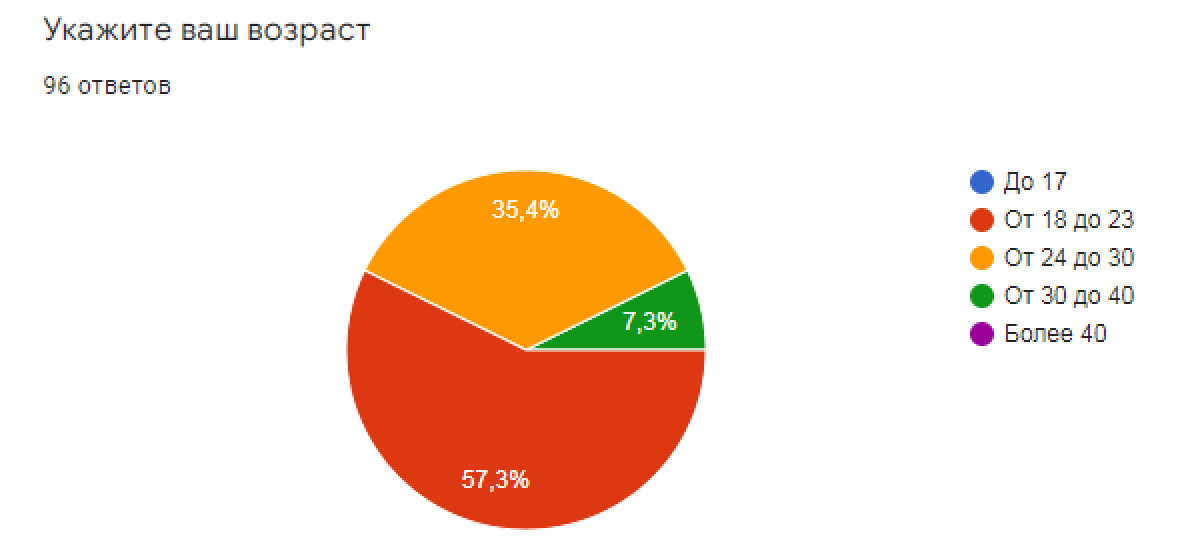 Укажите ваш возраст
96 ответов
35,4%
7,3%
57,3%
До 17
От 18 до 23
От 24 до 30
От 30 до 40
Более 40